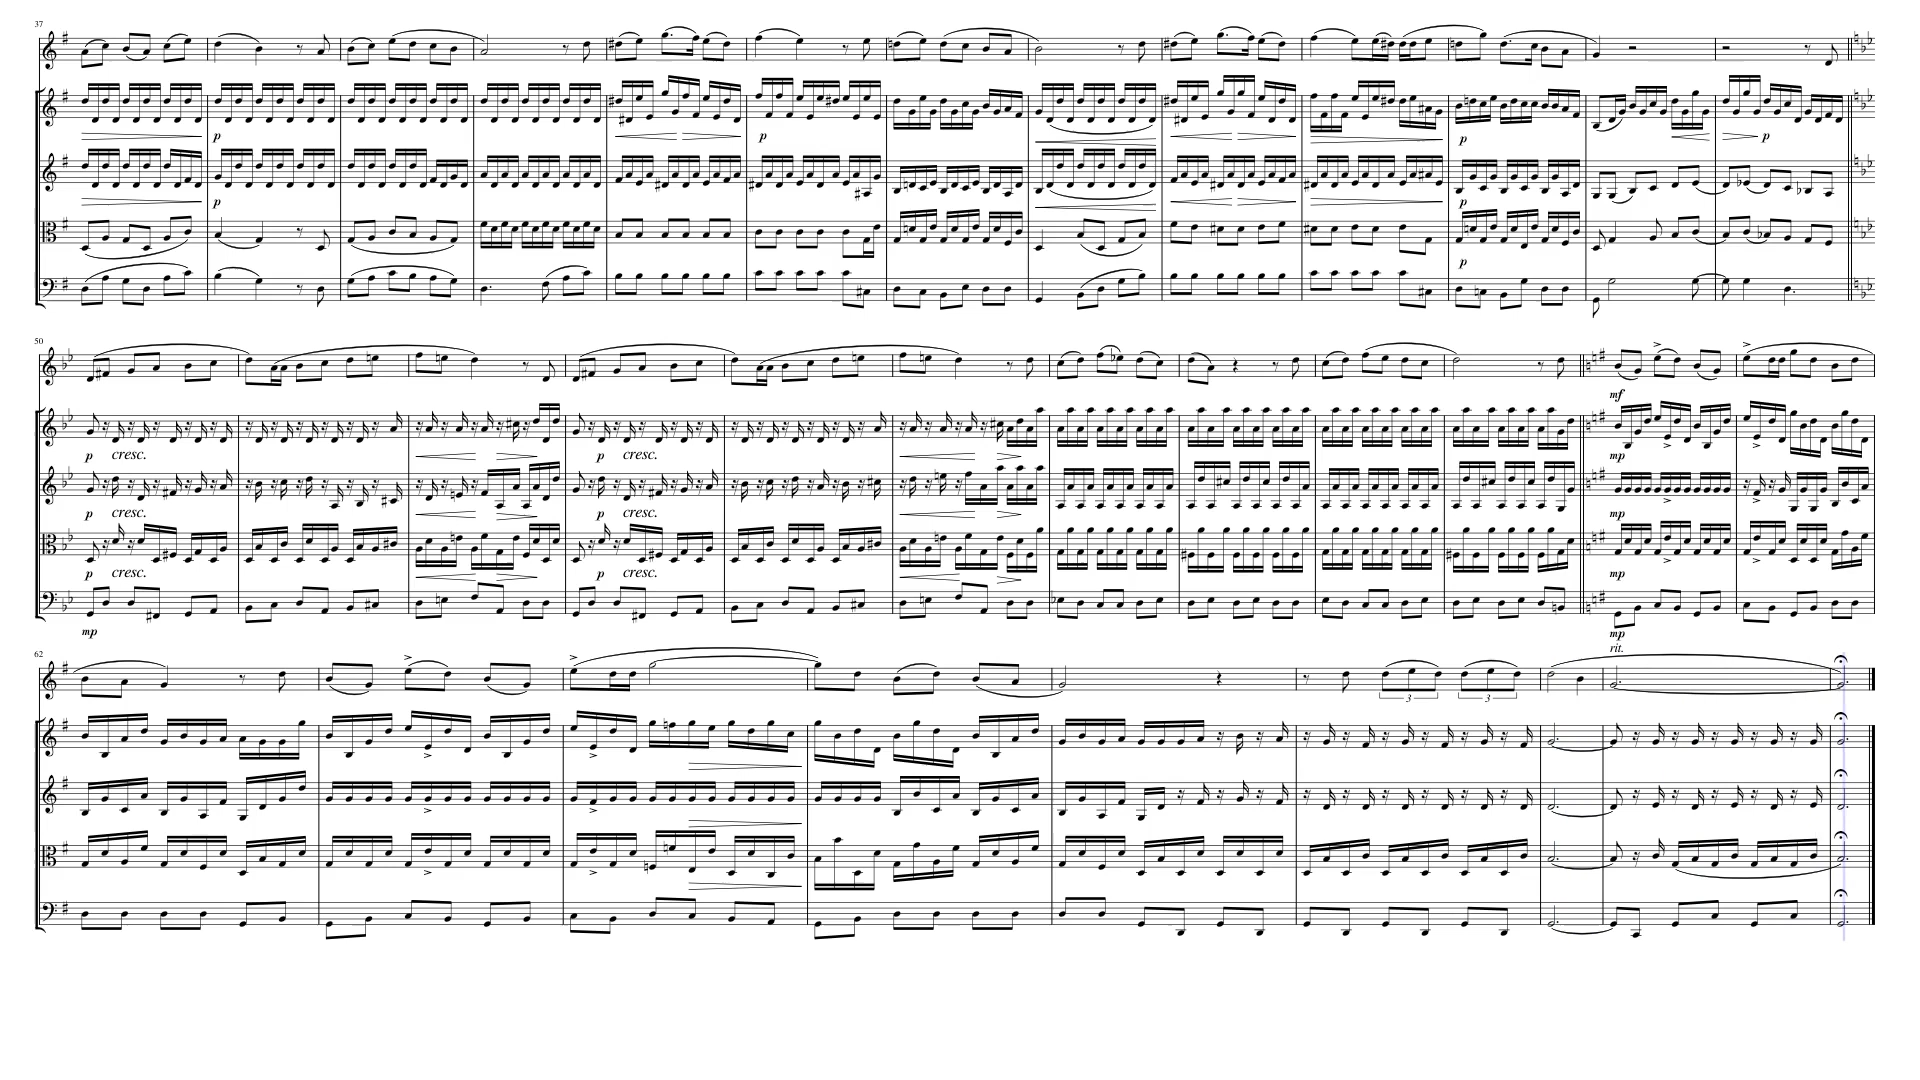 37
p p
p
p
p
p
p
50
mf
p cresc. p cresc. mp
p cresc. p cresc. mp
p cresc. p cresc. mp
mp mp
62
rit.
3 3